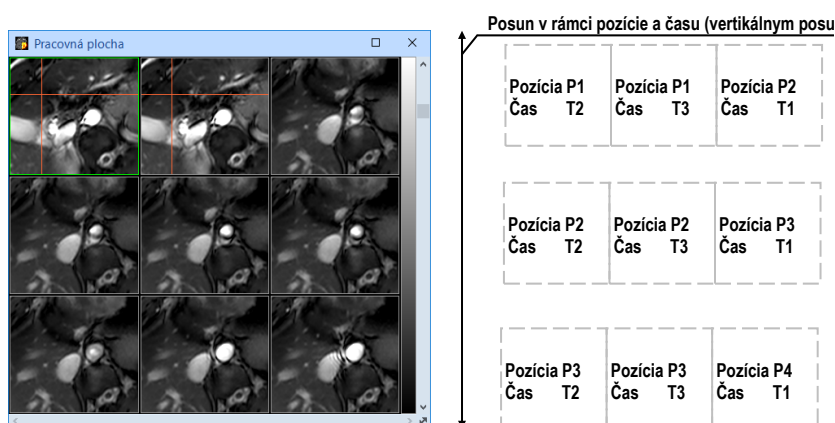 Posun v rámci pozície a času (vertikálnym posu
Pracovná plocha
Pozícia P1 Pozícia P1 Pozícia P2
Čas T2 Čas T3 Čas T1
Pozícia P2 Pozícia P2 Pozícia P3
Čas T2 Čas T3 Čas T1
Pozícia P3 Pozícia P3 Pozícia P4
Čas T2 Čas T3 Čas T1